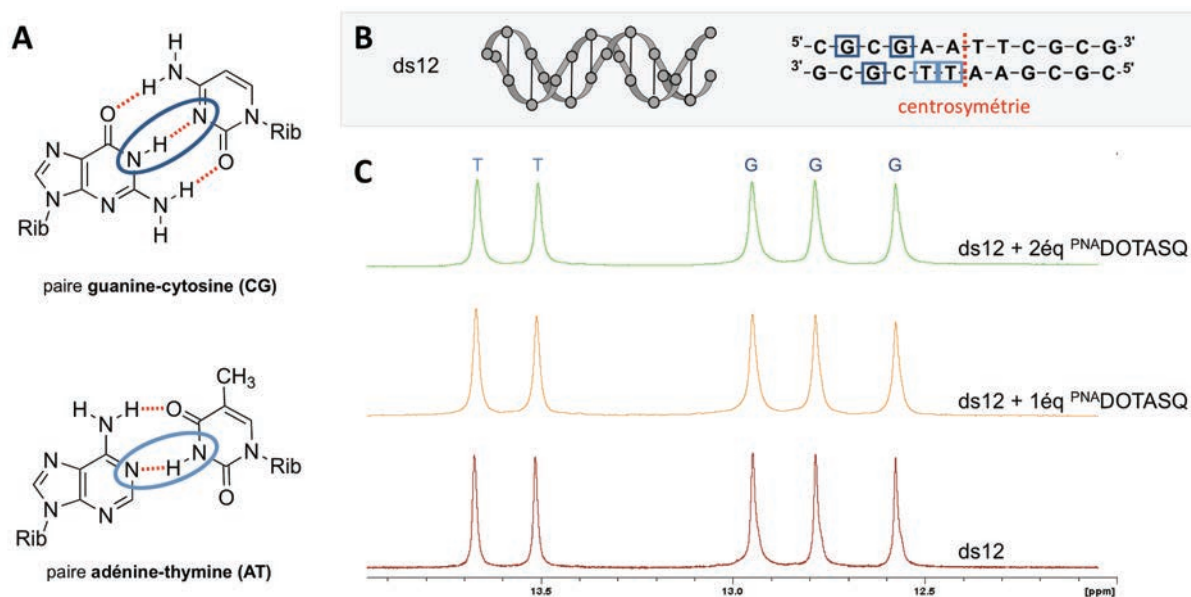 A
H
N
H
H
O
N
N
H
N
Rib
O
N
N
N
N
H
H
Rib
paire guanine-cytosine (CG)
CH₃
H
N
H
O
N
H
N
N
N
N
N
O
Rib
Rib
paire adénine-thymine (AT)
B
ds12
5' C-G-C-G-A-A-T-T-C-G-C-G 3'
3' G-C-G-C-T-T-A-A-G-C-G-C-5'
centrosymétrie
C
T T G G G
ds12 + 2éq PNADOTASQ
ds12 + 1éq PNADOTASQ
ds12
13.5 13.0 12.5 [ppm]